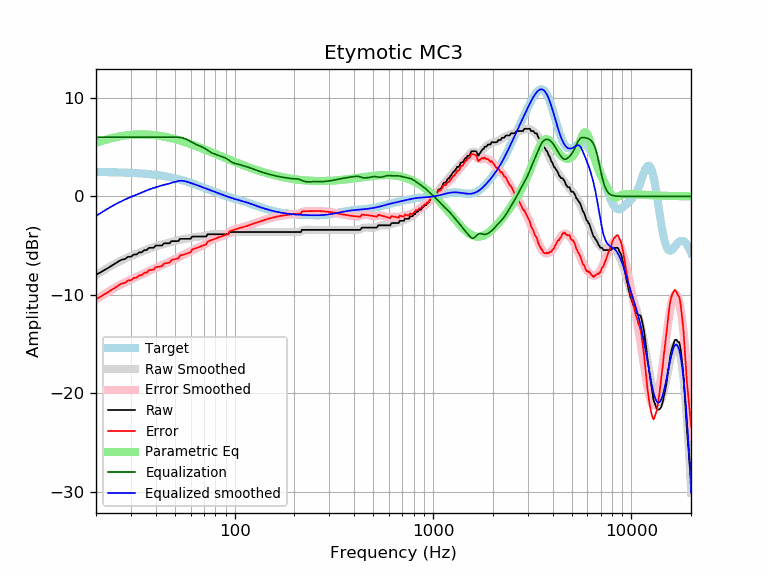 Etymotic MC3
10
0
−10
−20
−30
Amplitude (dBr)
Target
Raw Smoothed
Error Smoothed
Raw
Error
Parametric Eq
Equalization
Equalized smoothed
100
1000
10000
Frequency (Hz)